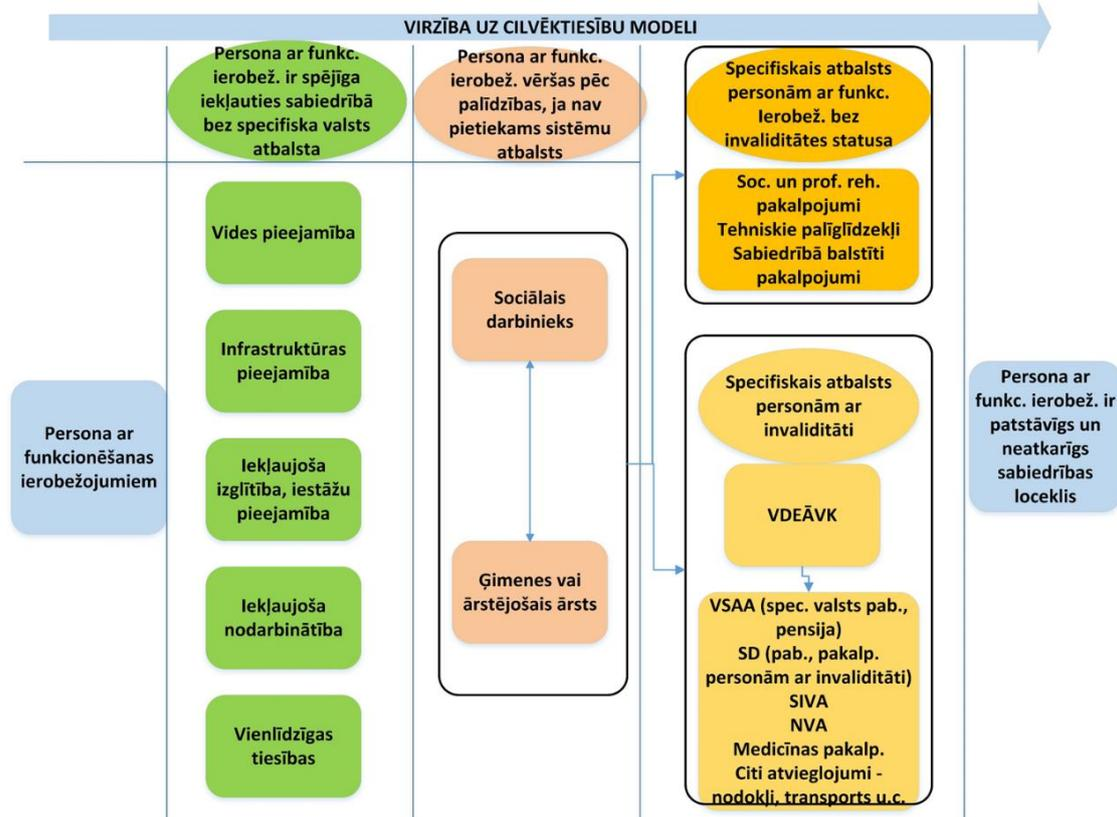 VIRZĪBA UZ CILVĒKTIESĪBU MODELI
Persona ar
funkcionēšanas
ierobežojumiem
Persona ar funkc.
ierobež. ir spējīga
iekļauties sabiedrībā
bez specifiska valsts
atbalsta
Vides pieejamība
Infrastruktūras
pieejamība
Iekļaujoša
izglītība, iestāžu
pieejamība
Iekļaujoša
nodarbinātība
Vienlīdzīgas
tiesības
Persona ar funkc.
ierobež. vēršas pēc
palīdzības, ja nav
pietiekams sistēmu
atbalsts
Sociālais
darbinieks
Ģimenes vai
ārstējošais ārsts
Specifiskais atbalsts
personām ar funkc.
Ierobež. bez
invaliditātes statusa
Soc. un prof. reh.
pakalpojumi
Tehniskie palīglīdzekļi
Sabiedrībā balstīti
pakalpojumi
Specifiskais atbalsts
personām ar
invaliditāti
VDEĀVK
VSAA (spec. valsts pab.,
pensija)
SD (pab., pakalp.
personām ar invaliditāti)
SIVA
NVA
Medicīnas pakalp.
Citi atvieglojumi -
nodokļi, transports u.c.
Persona ar
funkc. ierobež. ir
patstāvīgs un
neatkarīgs
sabiedrības
loceklis